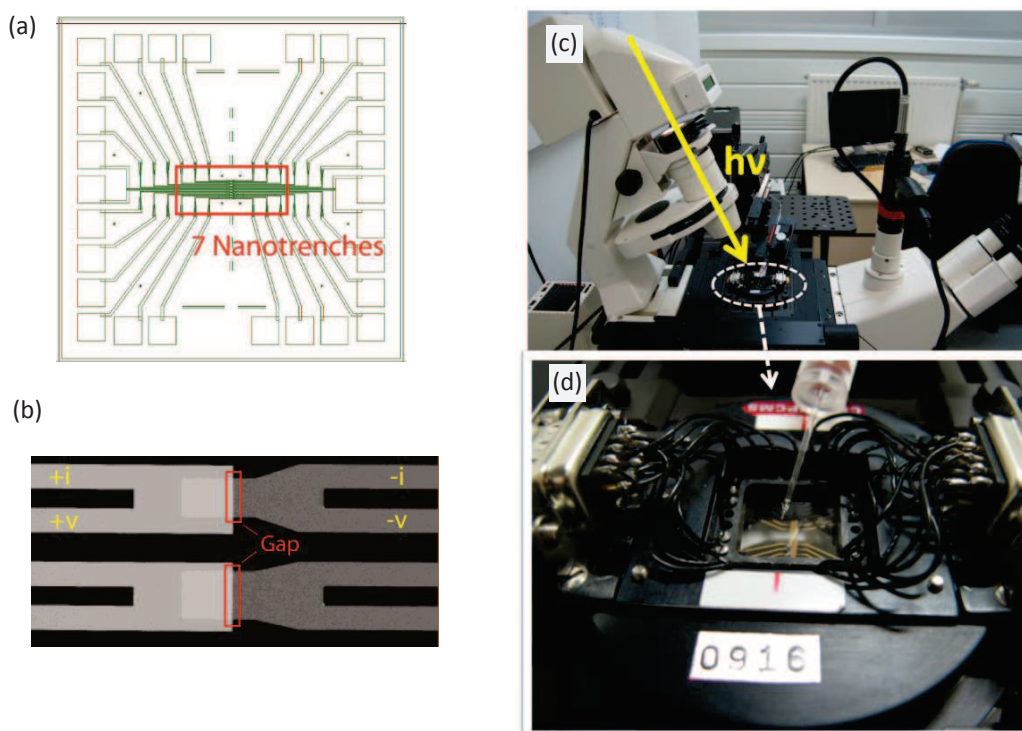 (a)
7 Nanotrenches
(b)
+i
-i
+v
-v
Gap
(c)
hν
(d)
0916